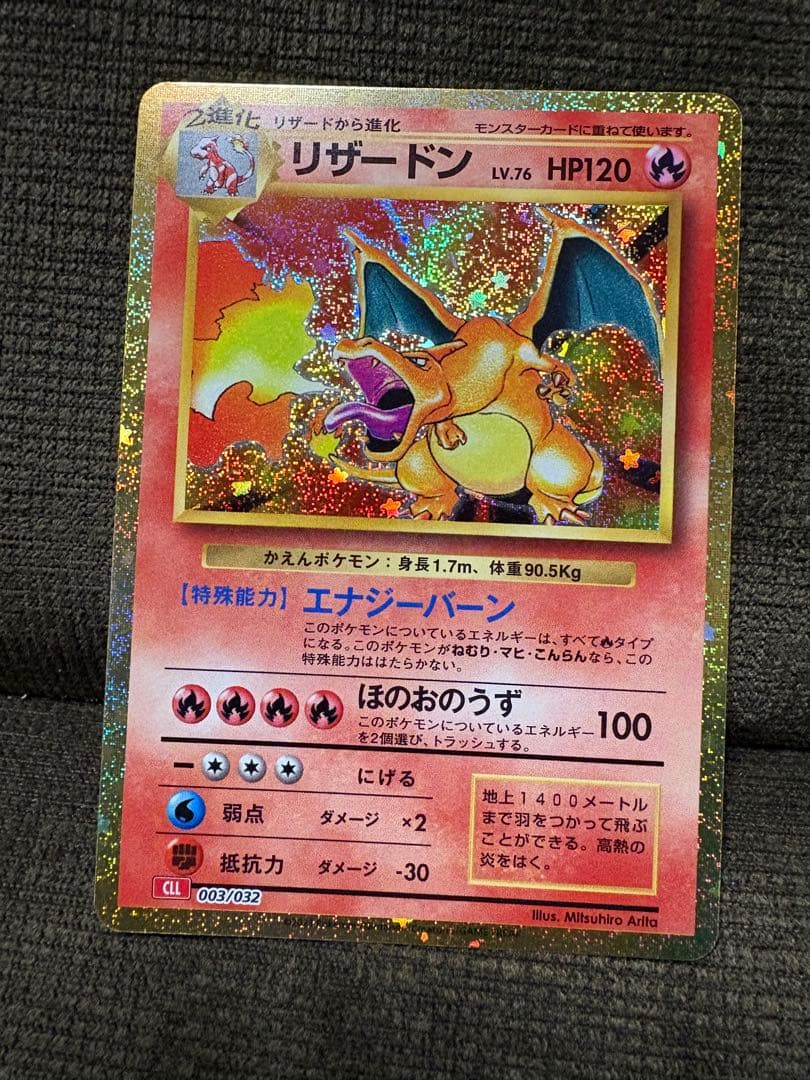 2進化 リザードから進化 モンスターカードに重ねて使います。
リザードン LV.76 HP120
かえんポケモン：身長1.7m、体重90.5Kg
【特殊能力】エナジーバーン
このポケモンについているエネルギーは、すべてタイプ
になる。このポケモンがねむり・マヒ・こんらんなら、この
特殊能力ははたらかない。
ほのおのうず 100
このポケモンについているエネルギー
を2個選び、トラッシュする。
にげる
弱点 ダメージ ×2
抵抗力 ダメージ -30
地上1400メートル
まで羽をつかって飛ぶ
ことができる。高熱の
炎をはく。
CLL 003/032
Illus. Mitsuhiro Arita